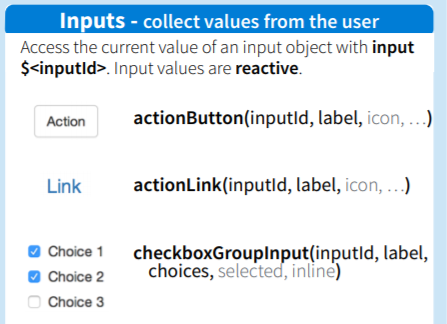 Inputs - collect values from the user
Access the current value of an input object with input
$<inputId>. Input values are reactive.
Action
actionButton(inputId, label, icon, …)
Link
actionLink(inputId, label, icon, …)
Choice 1
Choice 2
Choice 3
checkboxGroupInput(inputId, label,
choices, selected, inline)